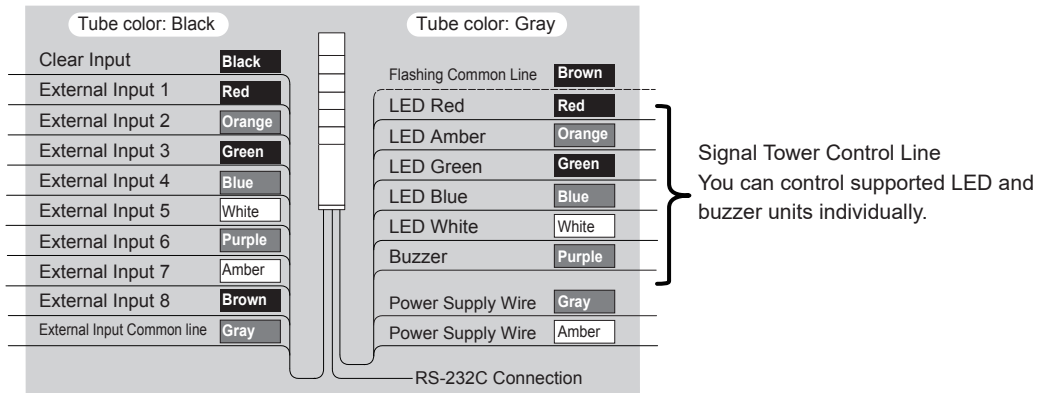 Tube color: Black
Clear Input Black
External Input 1 Red
External Input 2 Orange
External Input 3 Green
External Input 4 Blue
External Input 5 White
External Input 6 Purple
External Input 7 Amber
External Input 8 Brown
External Input Common line Gray
Tube color: Gray
Flashing Common Line Brown
LED Red Red
LED Amber Orange
LED Green Green
LED Blue Blue
LED White White
Buzzer Purple
Power Supply Wire Gray
Power Supply Wire Amber
RS-232C Connection
Signal Tower Control Line
You can control supported LED and
buzzer units individually.